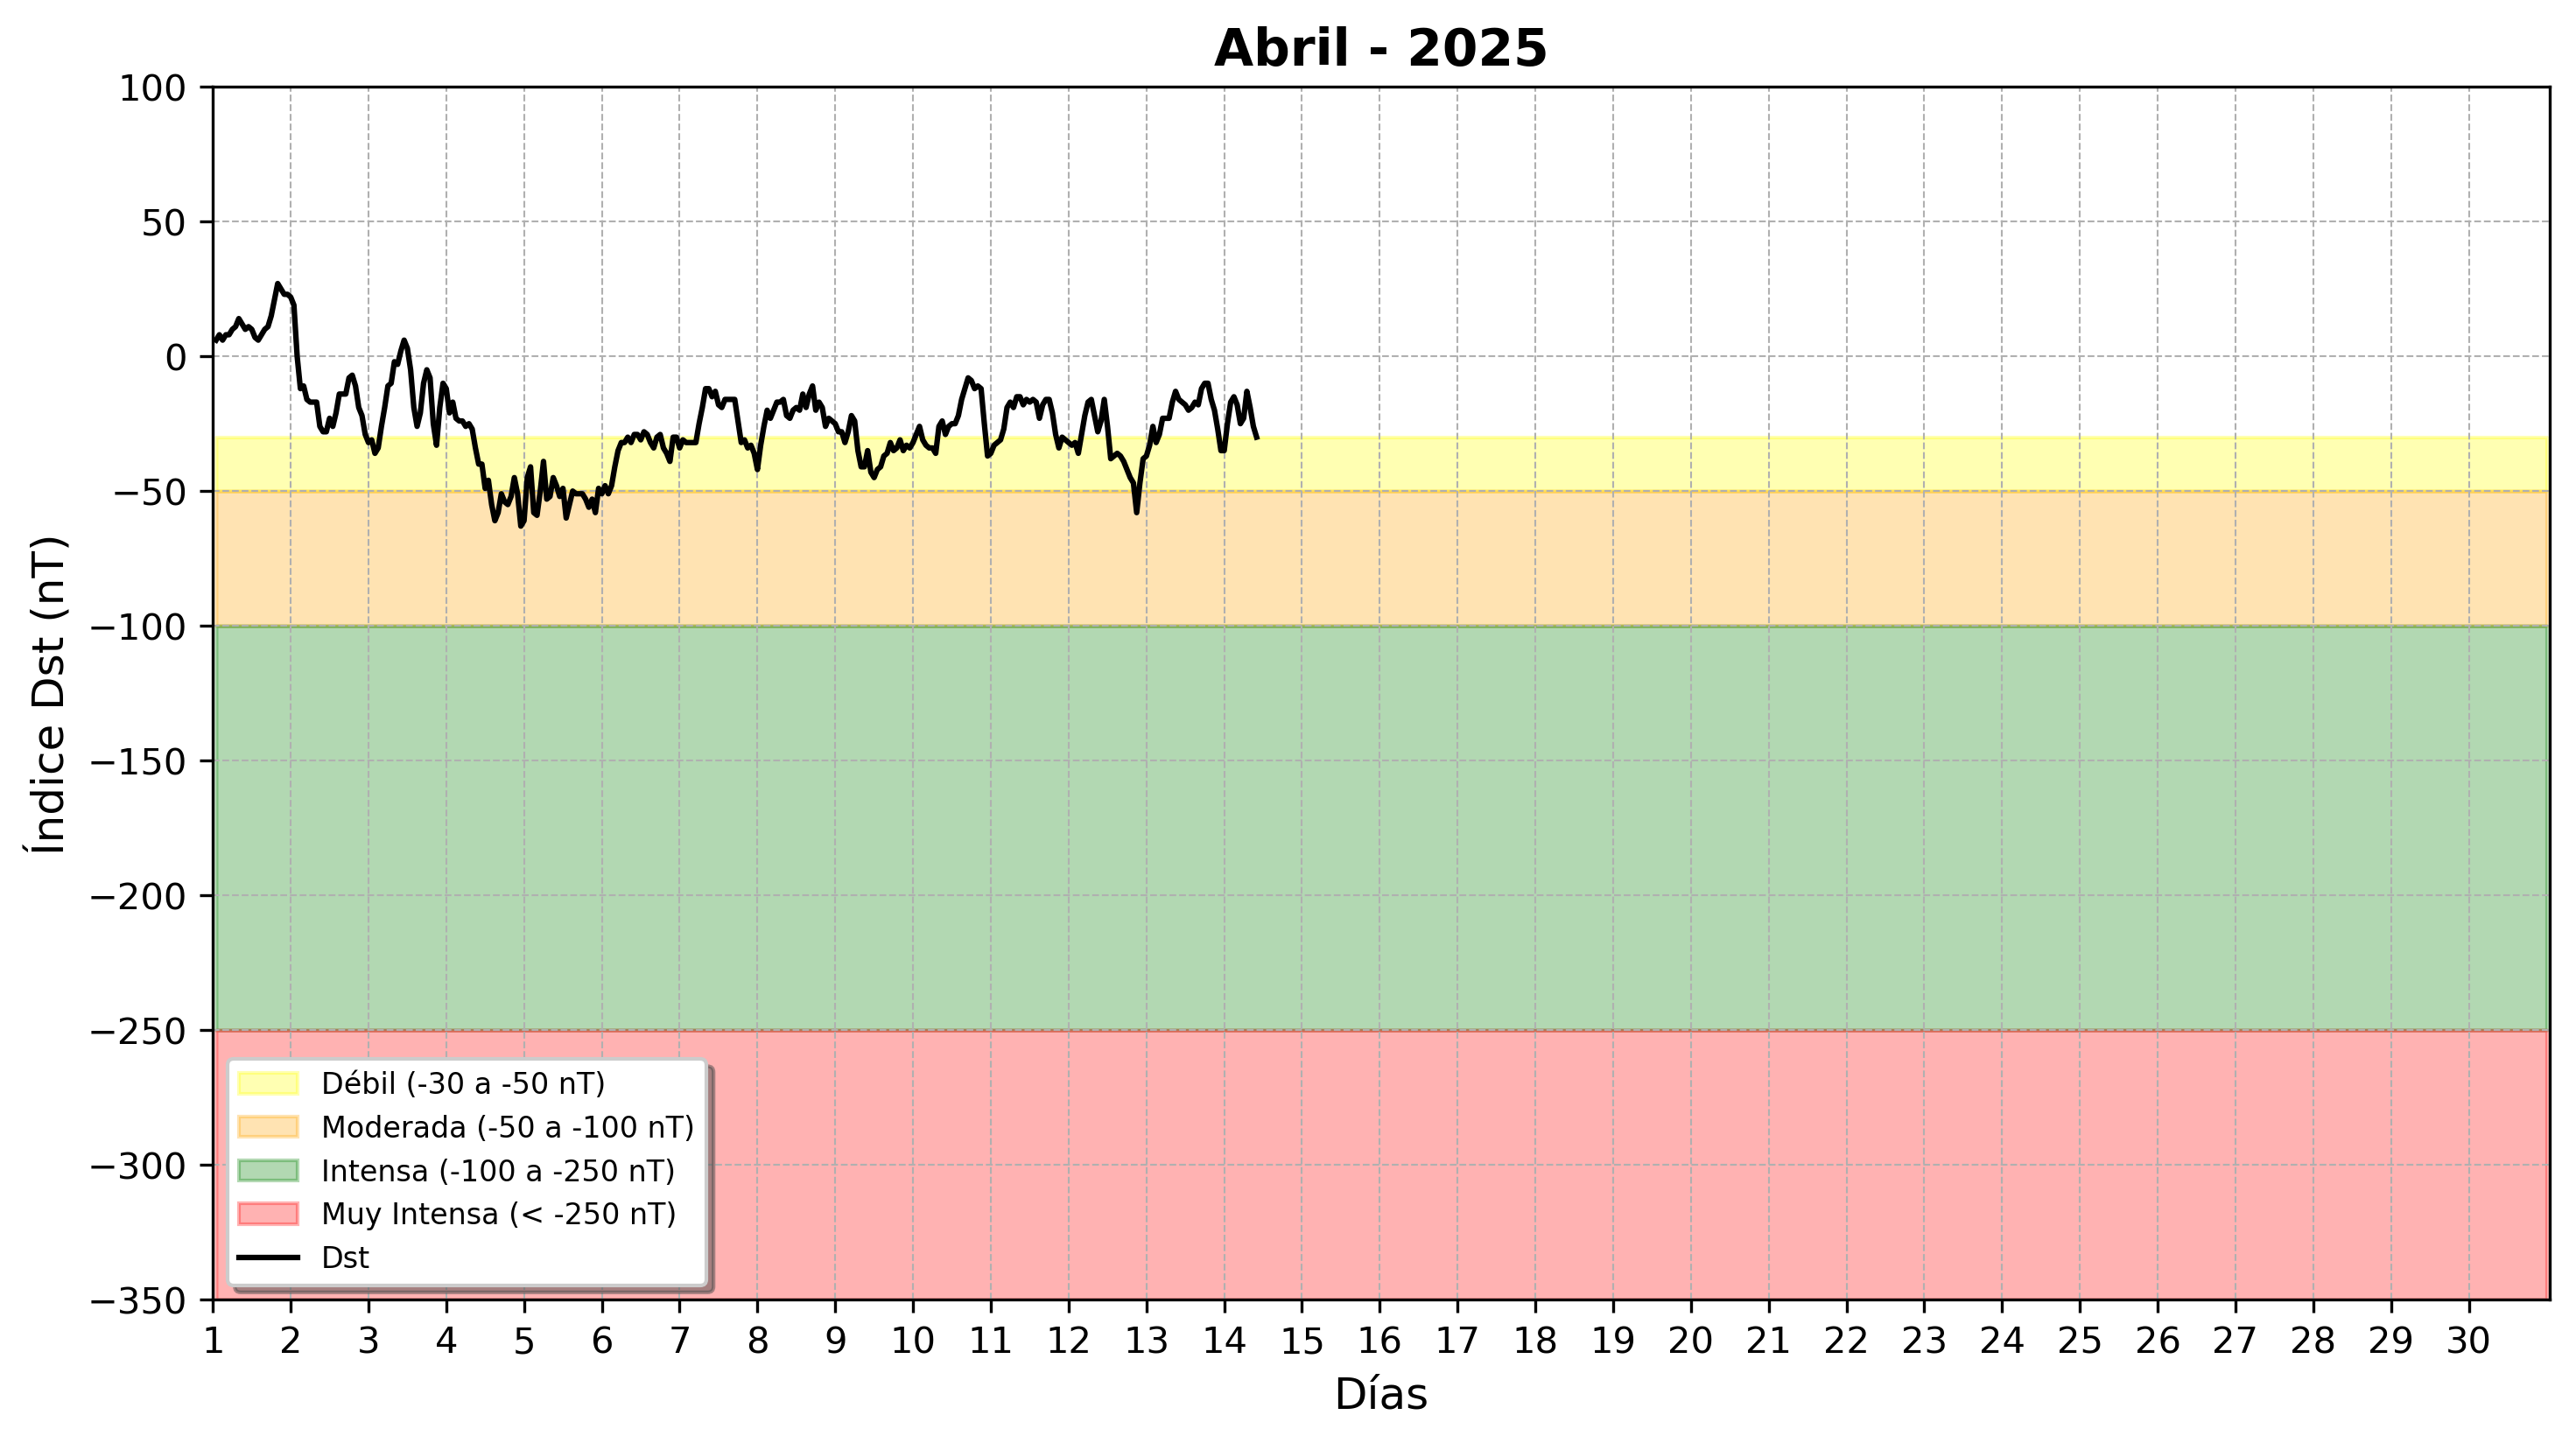 Abril - 2025
100
50
0
−50
−100
−150
−200
−250
−300
−350
Índice Dst (nT)
Débil (-30 a -50 nT)
Moderada (-50 a -100 nT)
Intensa (-100 a -250 nT)
Muy Intensa (< -250 nT)
Dst
1 2 3 4 5 6 7 8 9 10 11 12 13 14 15 16 17 18 19 20 21 22 23 24 25 26 27 28 29 30
Días